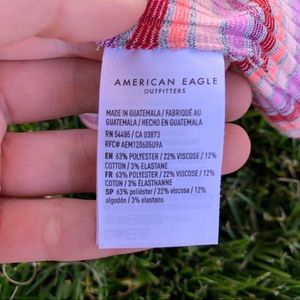 AMERICAN EAGLE
OUTFITTERS
MADE IN GUATEMALA / FABRIQUÉ AU
GUATEMALA / HECHO EN GUATEMALA
RN 54485 / CA 03873
RFC# AEM120605U9A
EN 63% POLYESTER / 22% VISCOSE / 12%
COTTON / 3% ELASTANE
FR 63% POLYESTER / 22% VISCOSE / 12%
COTON / 3% ÉLASTHANNE
SP 63% poliéster / 22% viscosa / 12%
algodón / 3% elastano